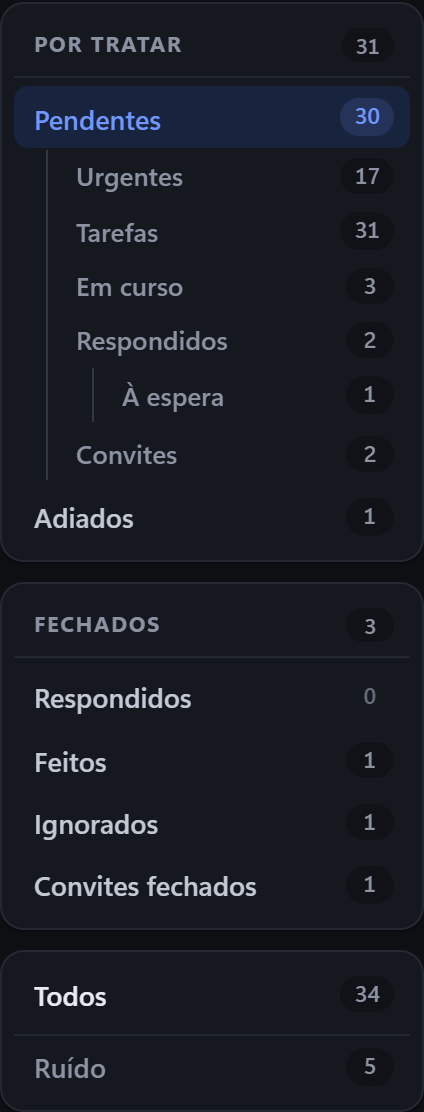 POR TRATAR 31
Pendentes 30
Urgentes 17
Tarefas 31
Em curso 3
Respondidos 2
À espera 1
Convites 2
Adiados 1
FECHADOS 3
Respondidos 0
Feitos 1
Ignorados 1
Convites fechados 1
Todos 34
Ruído 5